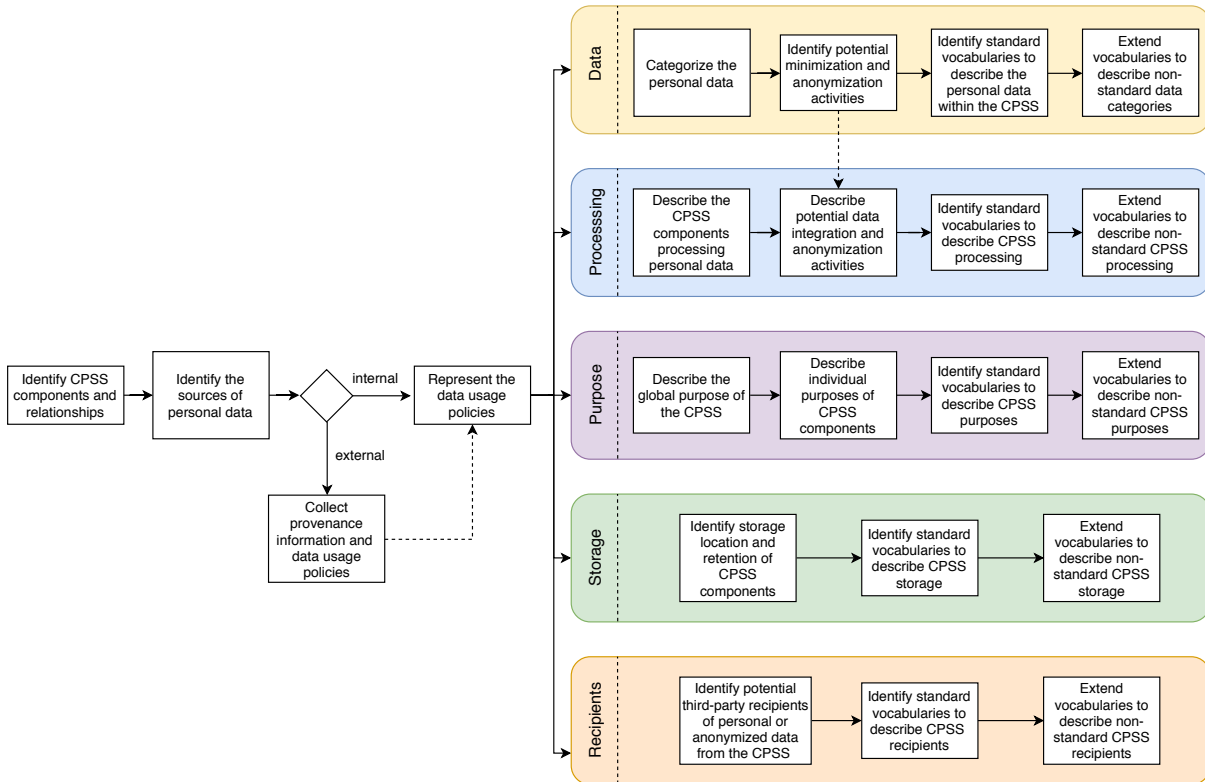 Identify CPSS
components and
relationships
Identify the
sources of
personal data
internal
external
Collect
provenance
information and
data usage
policies
Represent the
data usage
policies
Data
Categorize the
personal data
Identify potential
minimization and
anonymization
activities
Identify standard
vocabularies to
describe the
personal data
within the CPSS
Extend
vocabularies to
describe non-
standard data
categories
Processsing
Describe the
CPSS
components
processing
personal data
Describe
potential data
integration and
anonymization
activities
Identify standard
vocabularies to
describe CPSS
processing
Extend
vocabularies to
describe non-
standard CPSS
processing
Purpose
Describe the
global purpose of
the CPSS
Describe
individual
purposes of
CPSS
components
Identify standard
vocabularies to
describe CPSS
purposes
Extend
vocabularies to
describe non-
standard CPSS
purposes
Storage
Identify storage
location and
retention of
CPSS
components
Identify standard
vocabularies to
describe CPSS
storage
Extend
vocabularies to
describe non-
standard CPSS
storage
Recipients
Identify potential
third-party recipients
of personal or
anonymized data
from the CPSS
Identify standard
vocabularies to
describe CPSS
recipients
Extend
vocabularies to
describe non-
standard CPSS
recipients